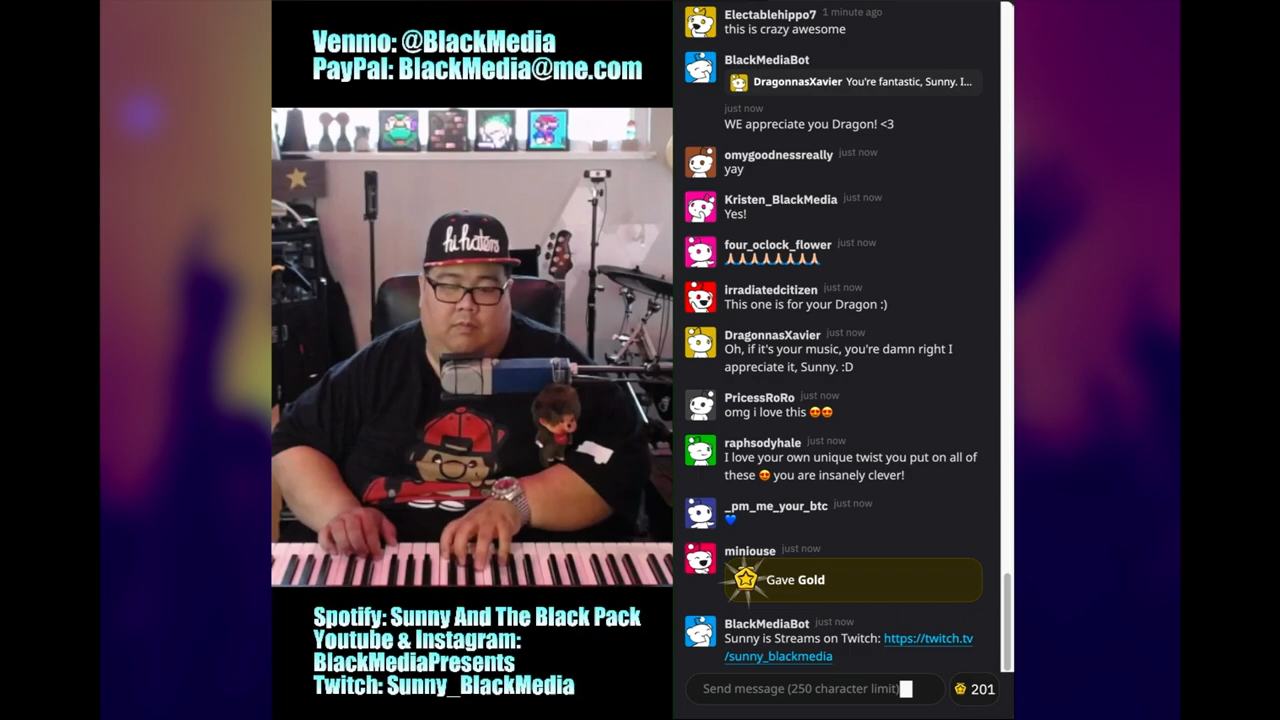 Venmo: @BlackMedia
PayPal: BlackMedia@me.com
hi haters
Spotify: Sunny And The Black Pack
Youtube & Instagram:
BlackMediaPresents
Twitch: Sunny_BlackMedia
Electablehippo7 1 minute ago
this is crazy awesome
BlackMediaBot
DragonnasXavier You're fantastic, Sunny. I...
just now
WE appreciate you Dragon! <3
omygoodnessreally just now
yay
Kristen_BlackMedia just now
Yes!
four_oclock_flower just now
🙏🙏🙏🙏🙏🙏🙏🙏
irradiatedcitizen just now
This one is for your Dragon :)
DragonnasXavier just now
Oh, if it's your music, you're damn right I
appreciate it, Sunny. :D
PricessRoRo just now
omg i love this 😍😍
raphsodyhale just now
I love your own unique twist you put on all of
these 😍 you are insanely clever!
_pm_me_your_btc just now
💙
miniouse just now
Gave Gold
BlackMediaBot just now
Sunny is Streams on Twitch: https://twitch.tv
/sunny_blackmedia
Send message (250 character limit)
201